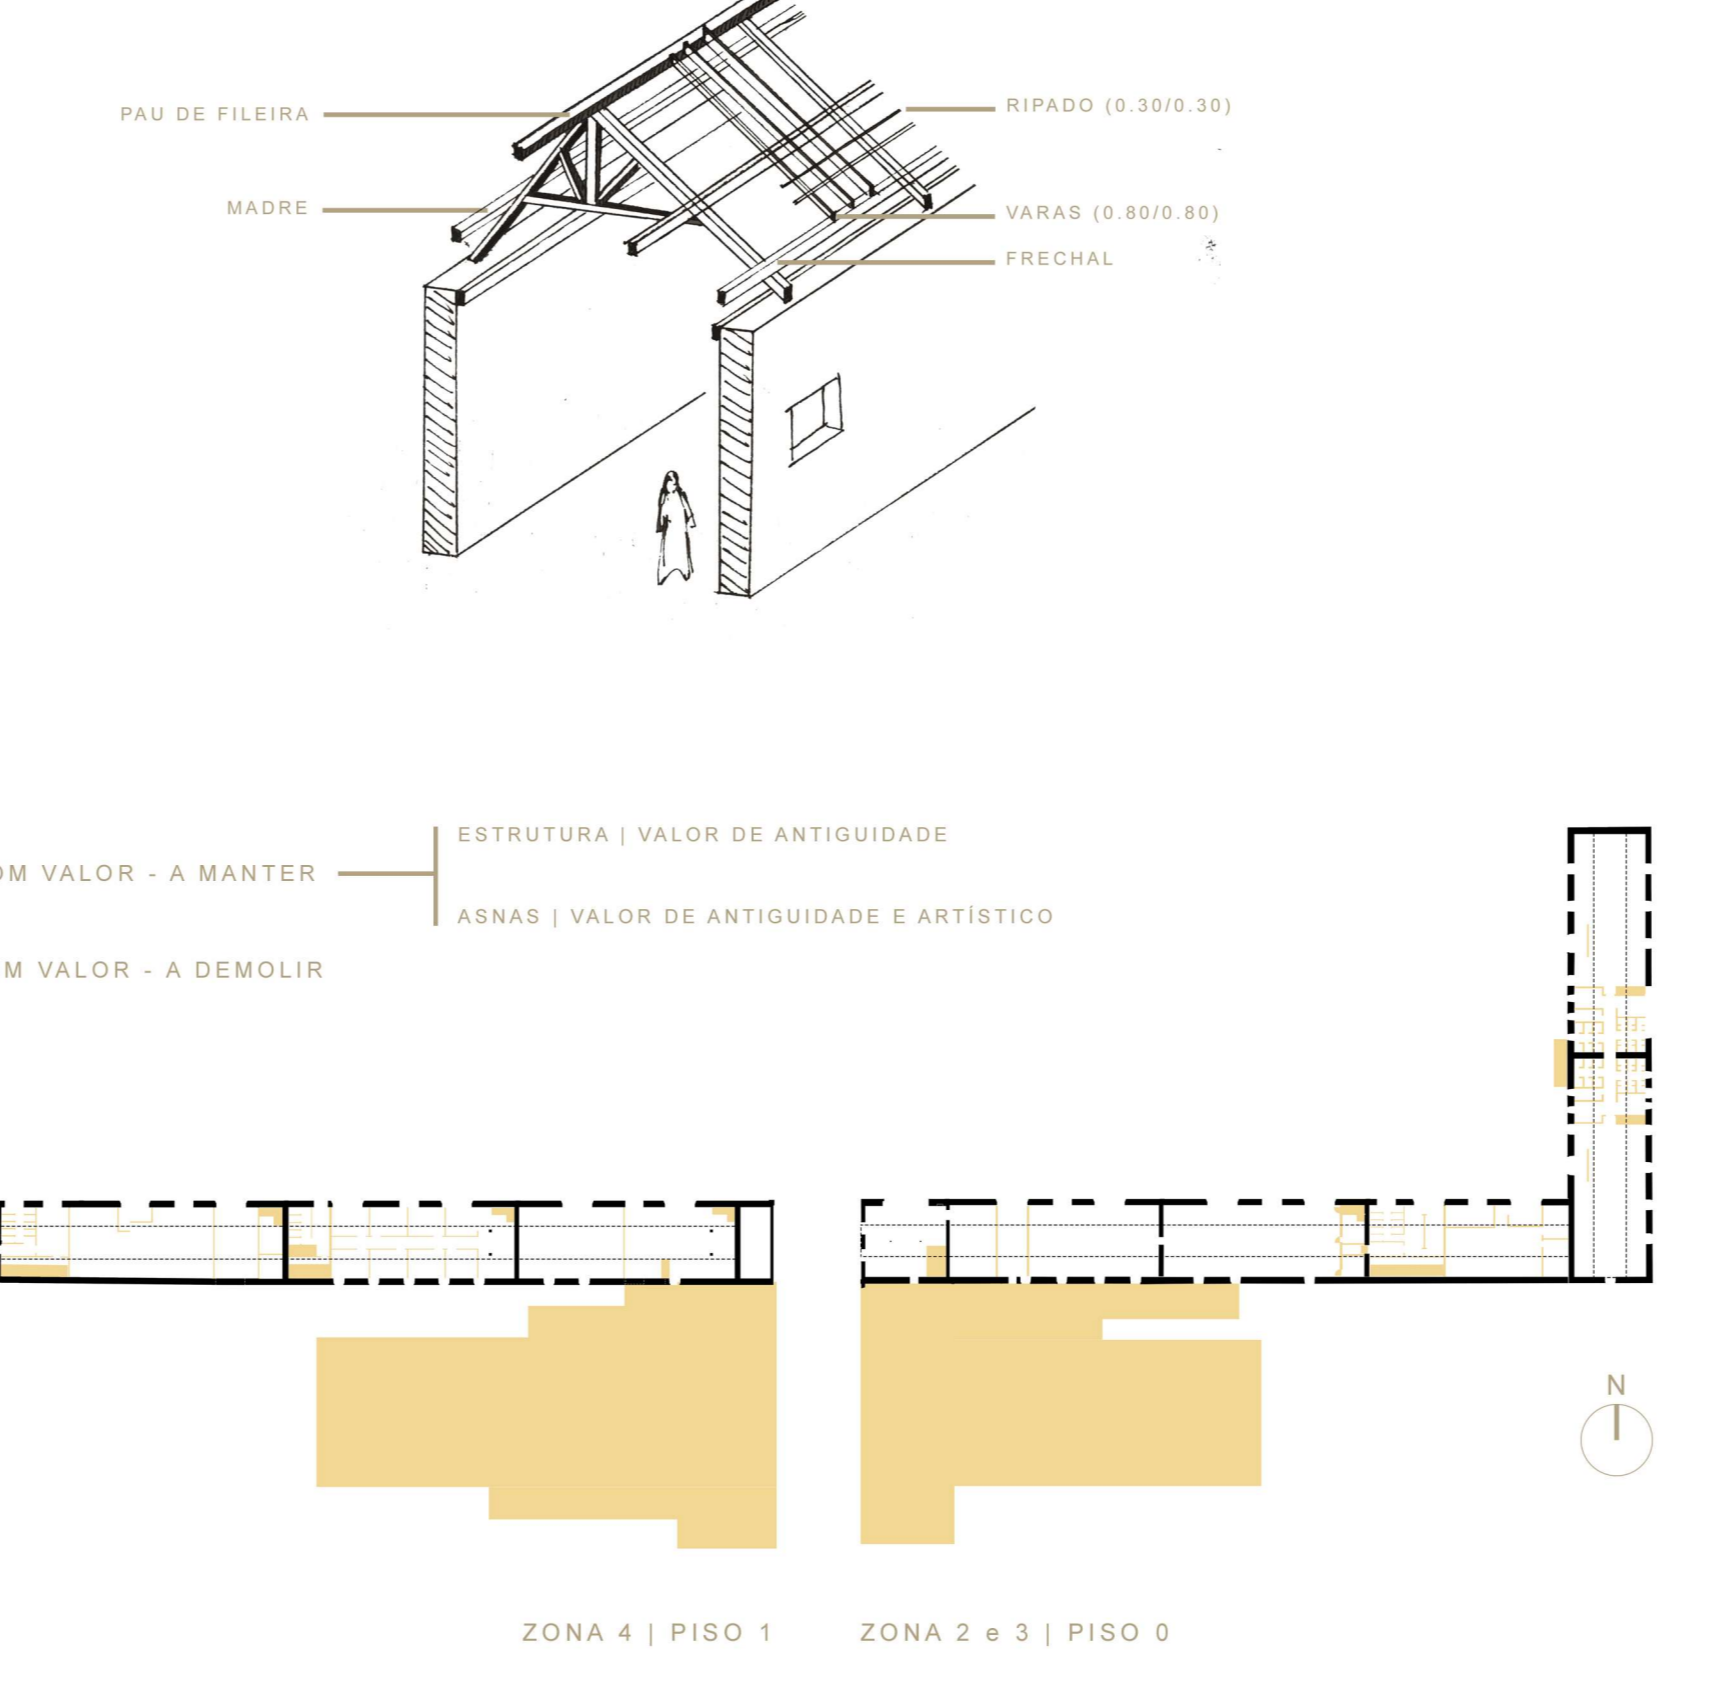 PAU DE FILEIRA
RIPADO (0.30/0.30)
MADRE
VARAS (0.80/0.80)
FRECHAL
ESTRUTURA | VALOR DE ANTIGUIDADE
VALOR - A MANTER
ASNAS | VALOR DE ANTIGUIDADE E ARTÍSTICO
VALOR - A DEMOLIR
N
ZONA 4 | PISO 1
ZONA 2 e 3 | PISO 0